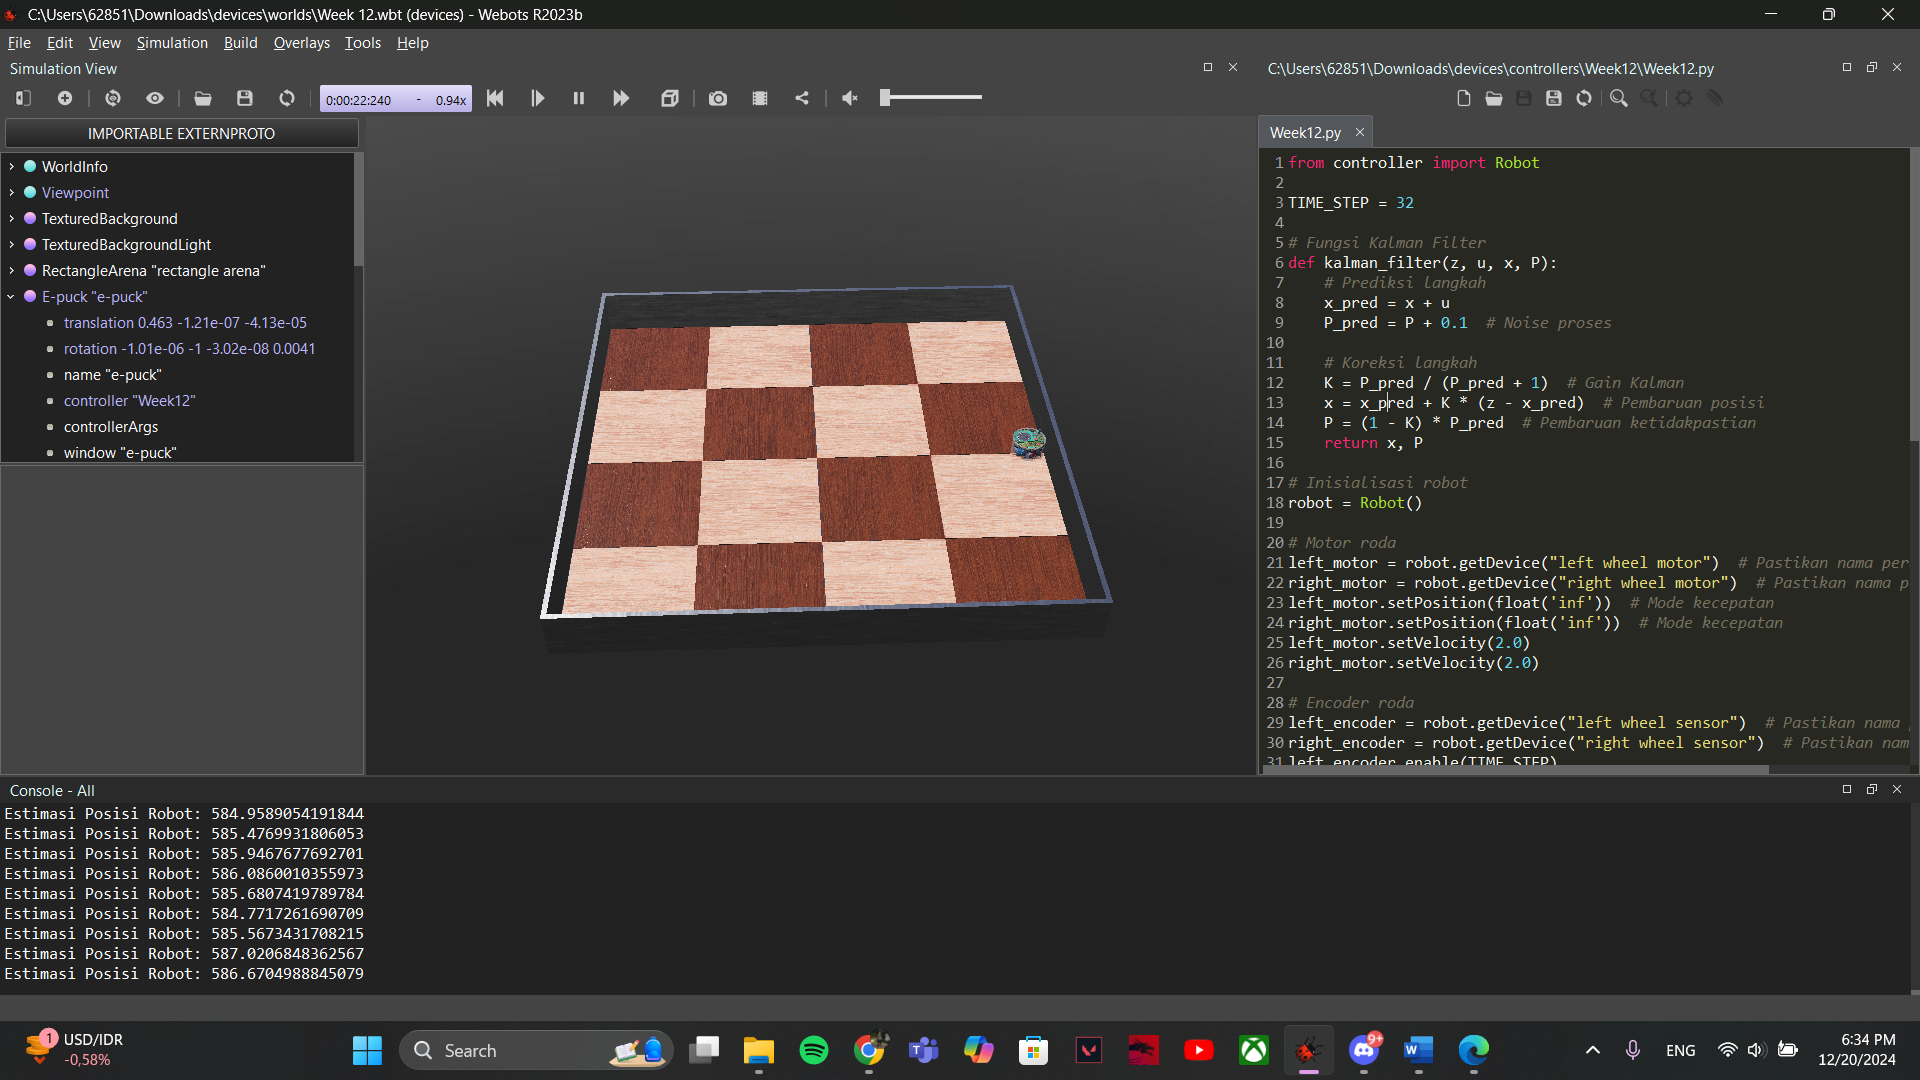 C:\Users\62851\Downloads\devices\worlds\Week 12.wbt (devices) - Webots R2023b
File Edit View Simulation Build Overlays Tools Help
Simulation View
C:\Users\62851\Downloads\devices\controllers\Week12\Week12.py
0:00:22:240 - 0.94x
IMPORTABLE EXTERNPROTO
WorldInfo
Viewpoint
TexturedBackground
TexturedBackgroundLight
RectangleArena "rectangle arena"
E-puck "e-puck"
translation 0.463 -1.21e-07 -4.13e-05
rotation -1.01e-06 -1 -3.02e-08 0.0041
name "e-puck"
controller "Week12"
controllerArgs
window "e-puck"
Week12.py
1 from controller import Robot
2
3 TIME_STEP = 32
4
5 # Fungsi Kalman Filter
6 def kalman_filter(z, u, x, P):
7 # Prediksi langkah
8 x_pred = x + u
9 P_pred = P + 0.1 # Noise proses
10
11 # Koreksi langkah
12 K = P_pred / (P_pred + 1) # Gain Kalman
13 x = x_pred + K * (z - x_pred) # Pembaruan posisi
14 P = (1 - K) * P_pred # Pembaruan ketidakpastian
15 return x, P
16
17 # Inisialisasi robot
18 robot = Robot()
19
20 # Motor roda
21 left_motor = robot.getDevice("left wheel motor") # Pastikan nama per
22 right_motor = robot.getDevice("right wheel motor") # Pastikan nama p
23 left_motor.setPosition(float('inf')) # Mode kecepatan
24 right_motor.setPosition(float('inf')) # Mode kecepatan
25 left_motor.setVelocity(2.0)
26 right_motor.setVelocity(2.0)
27
28 # Encoder roda
29 left_encoder = robot.getDevice("left wheel sensor") # Pastikan nama
30 right_encoder = robot.getDevice("right wheel sensor") # Pastikan nam
31 left_encoder.enable(TIME_STEP)
Console - All
Estimasi Posisi Robot: 584.9589054191844
Estimasi Posisi Robot: 585.4769931806053
Estimasi Posisi Robot: 585.9467677692701
Estimasi Posisi Robot: 586.0860010355973
Estimasi Posisi Robot: 585.6807419789784
Estimasi Posisi Robot: 584.7717261690709
Estimasi Posisi Robot: 585.5673431708215
Estimasi Posisi Robot: 587.0206848362567
Estimasi Posisi Robot: 586.6704988845079
1
USD/IDR
-0,58%
Search
9+
ENG
6:34 PM
12/20/2024